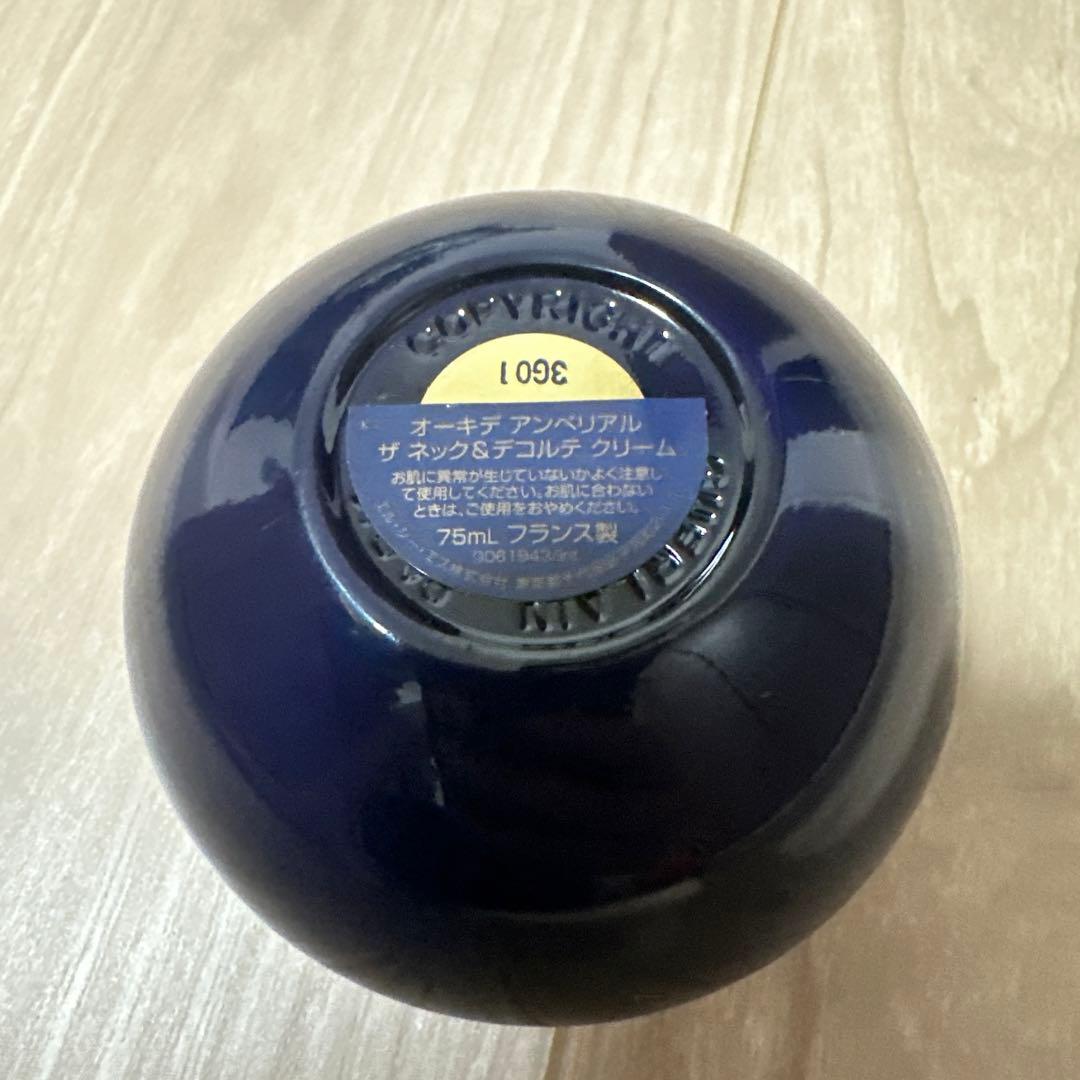 COPYRIGHT
3G01
オーキデ アンペリアル
ザ ネック&デコルテ クリーム
お肌に異常が生じていないかよく注意し
て使用してください。お肌に合わない
ときは、ご使用をおやめください。
75mL フランス製
GUERLAIN